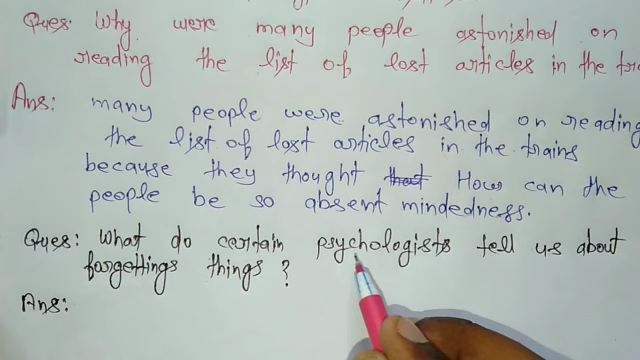 Ques: Why were many people astonished on
reading the list of lost articles in the tra
Ans: many people were astonished on reading
the list of lost articles in the trains
because they thought that How can the
people be so absent mindedness.
Ques: What do certain psychologists tell us about
forgettings things?
Ans: